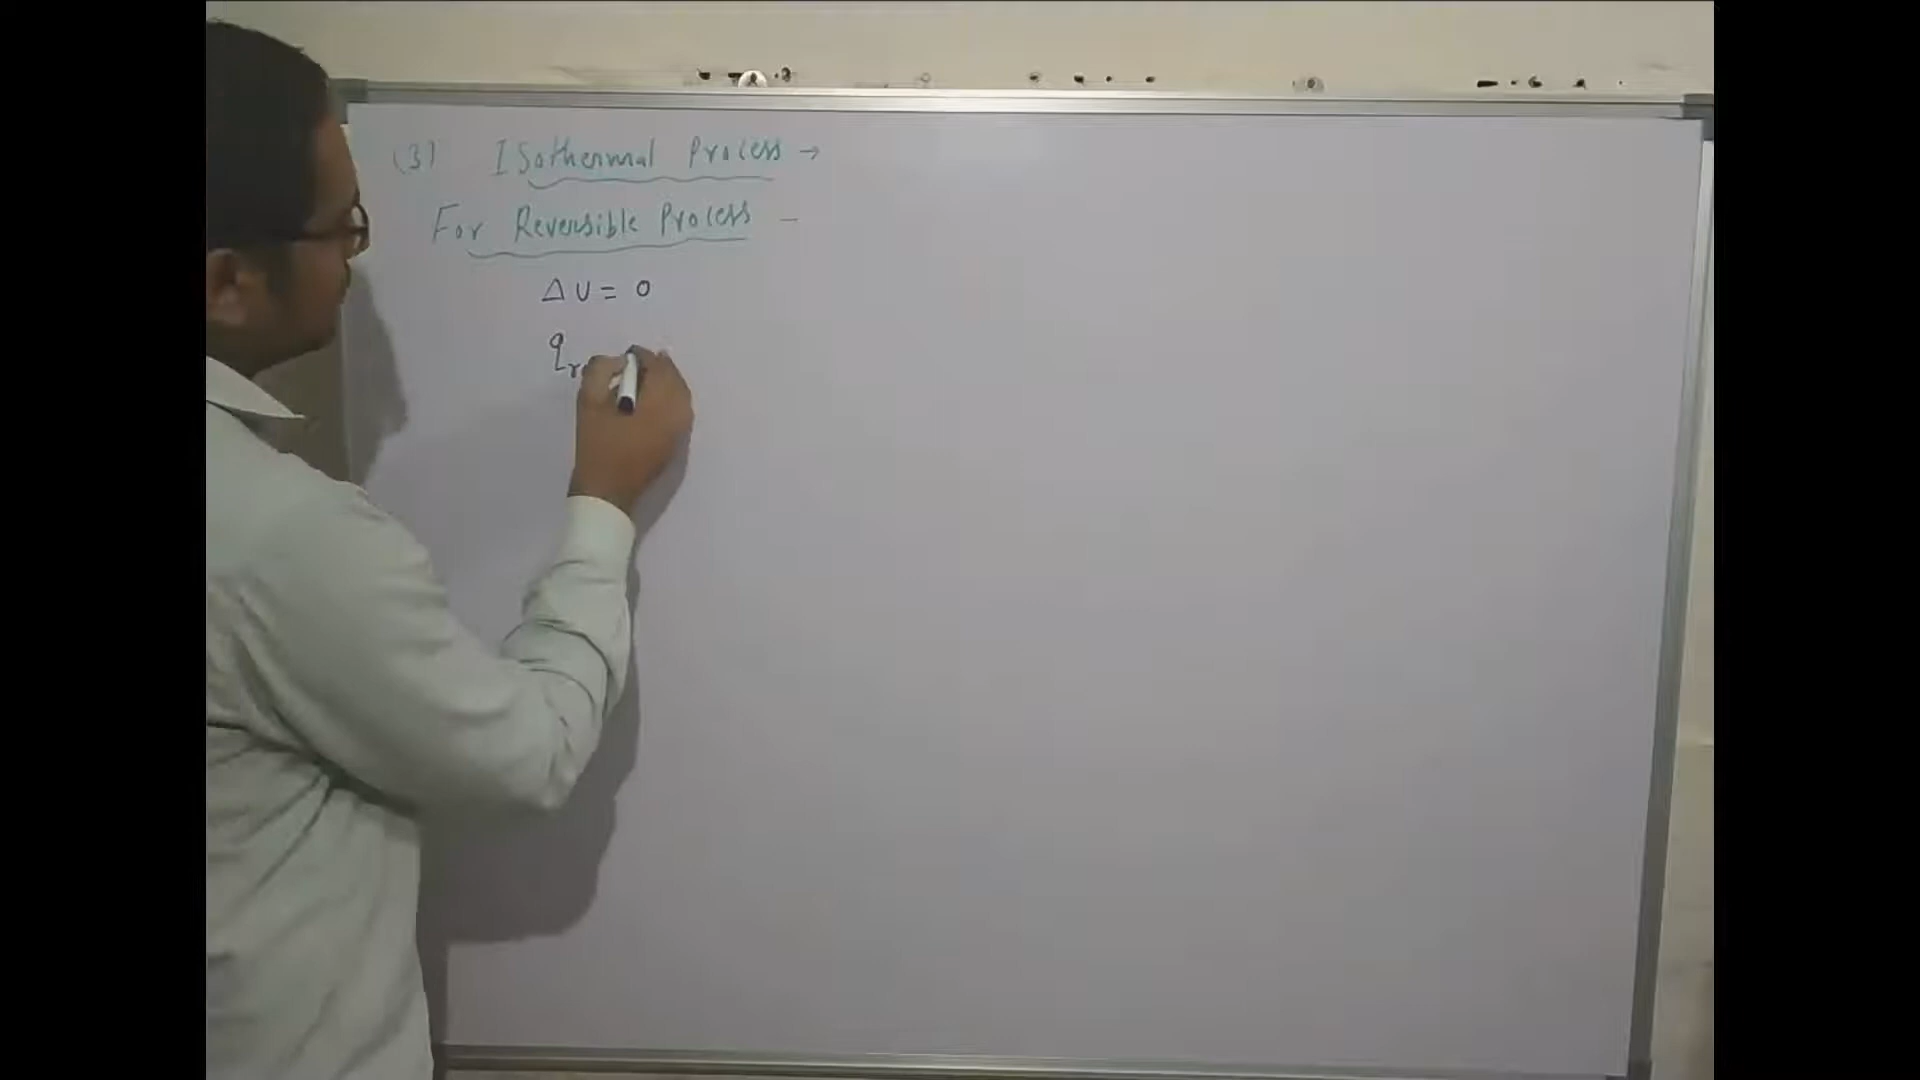 (3) ISothermal Process →
For Reversible Process -
ΔU = 0
q